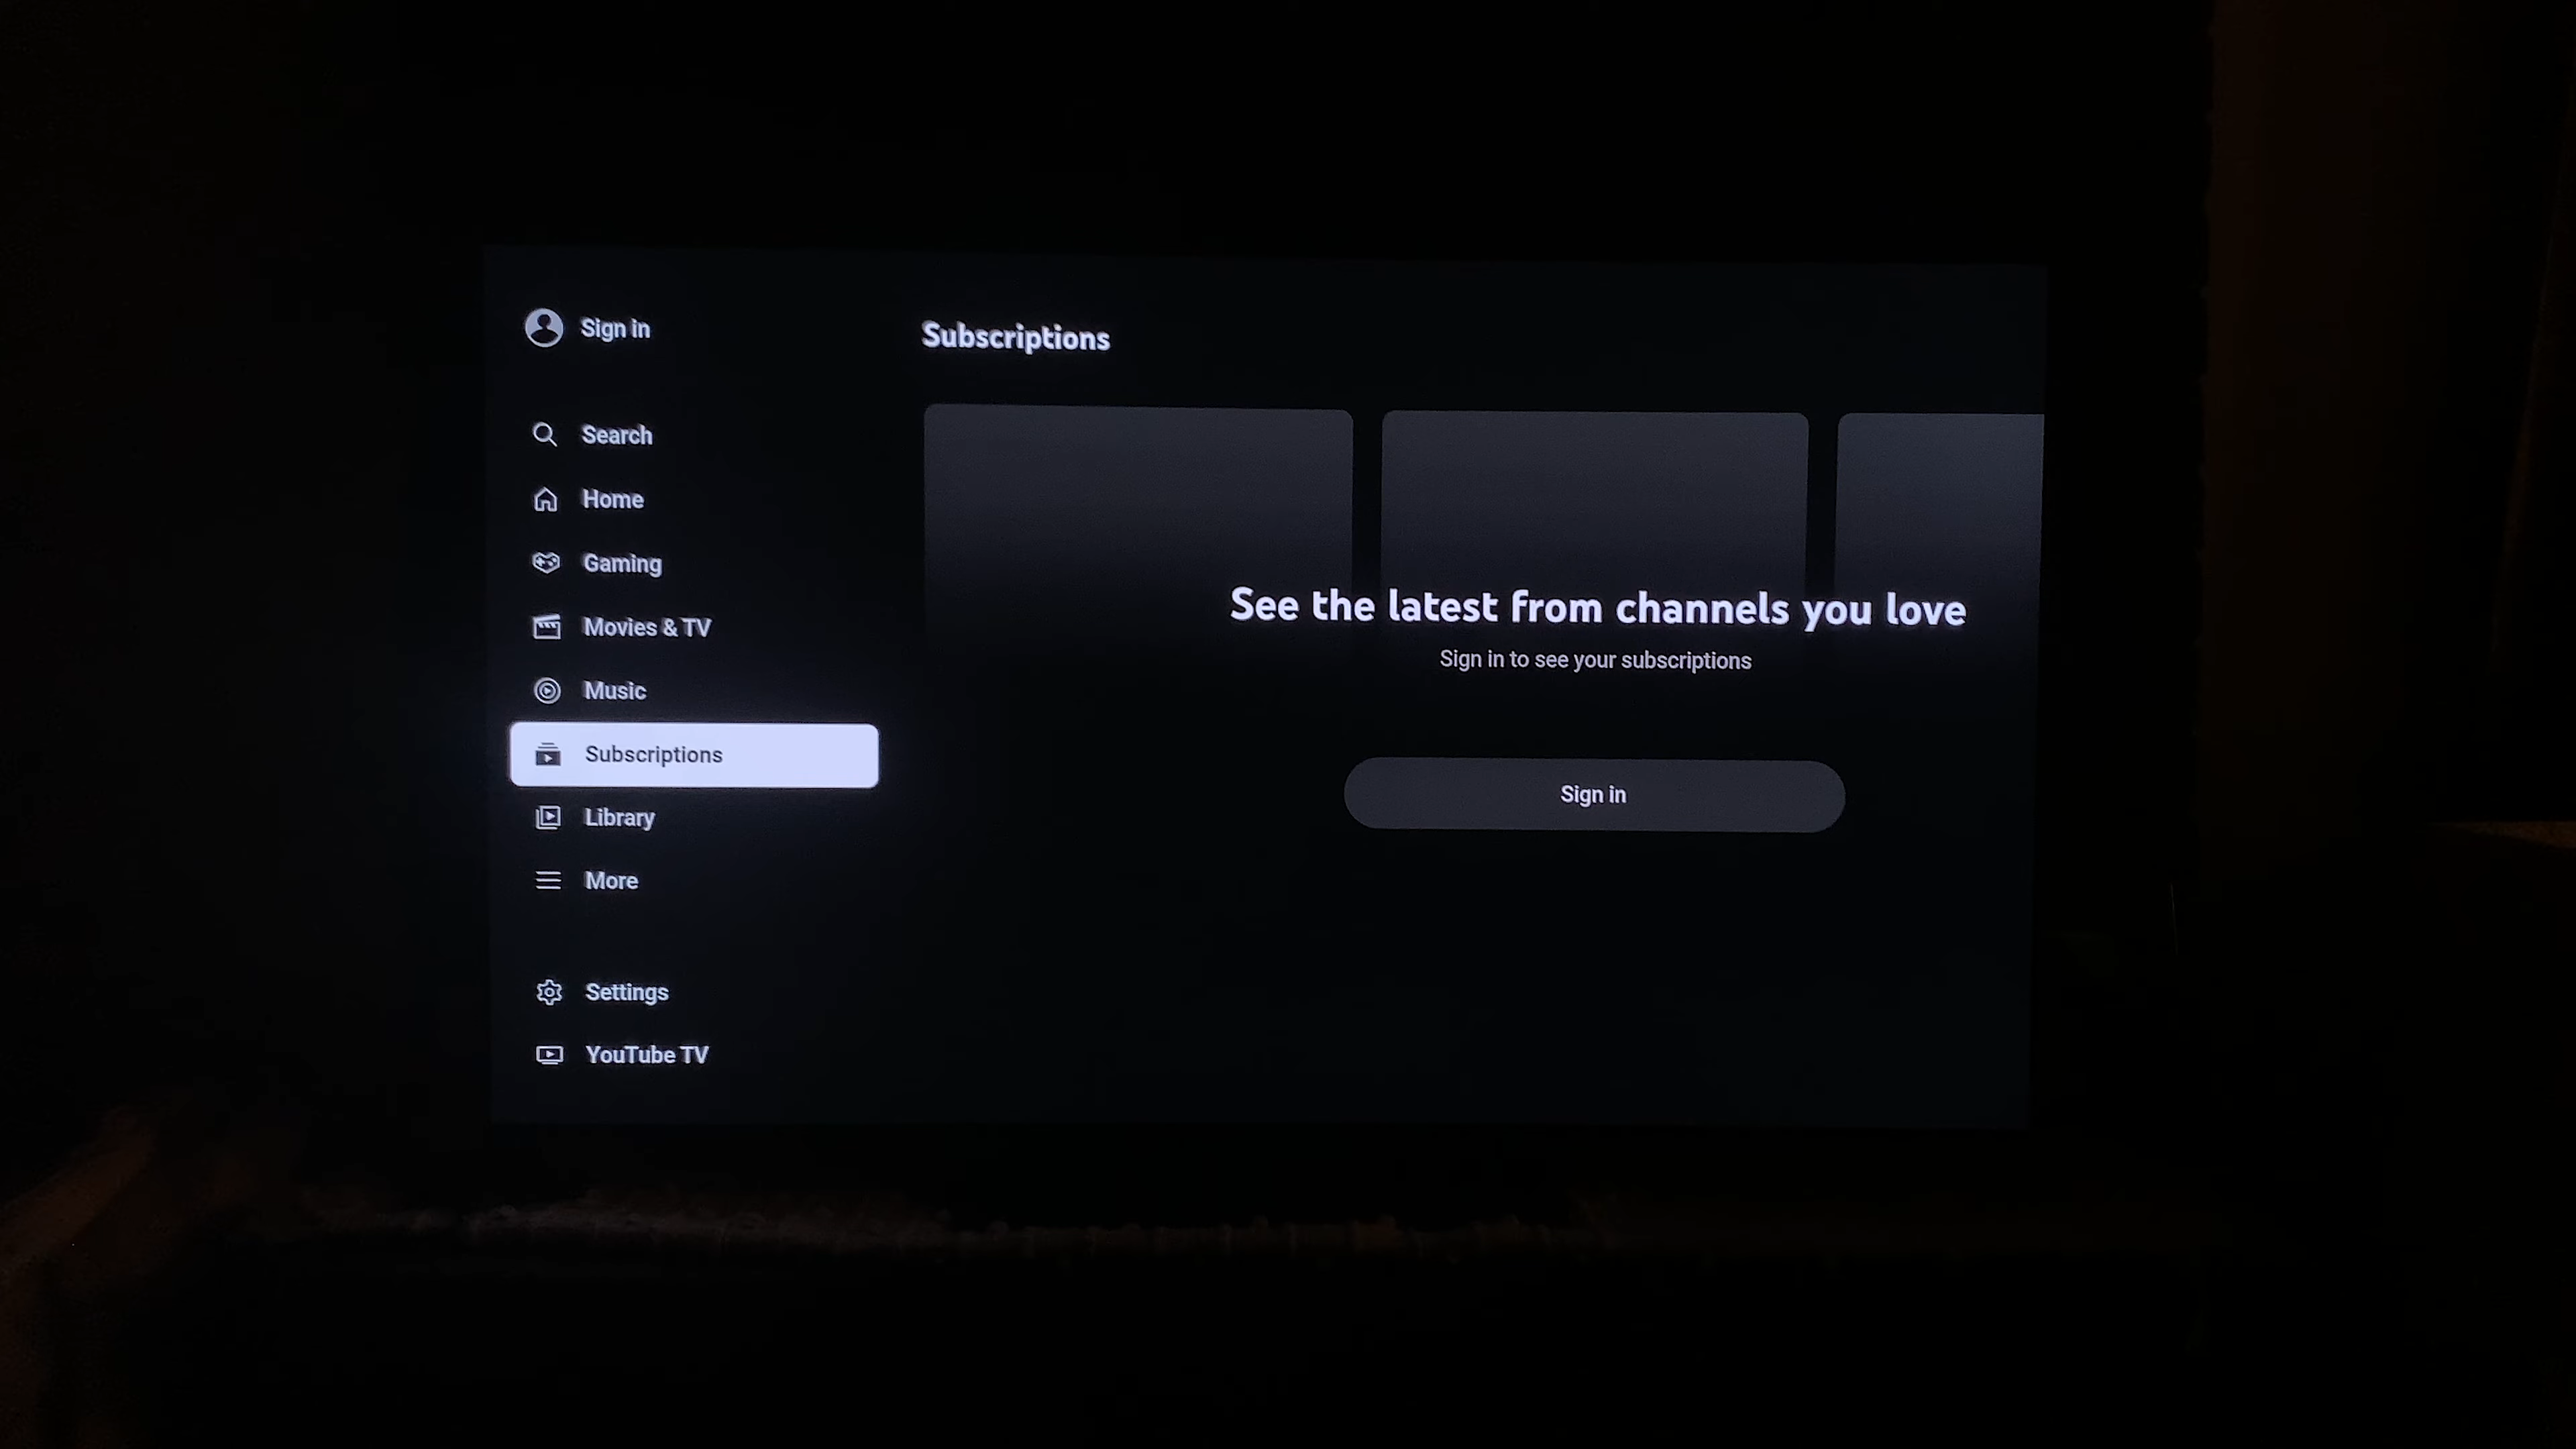 Sign in
Search
Home
Gaming
Movies & TV
Music
Subscriptions
Library
More
Settings
YouTube TV
Subscriptions
See the latest from channels you love
Sign in to see your subscriptions
Sign in